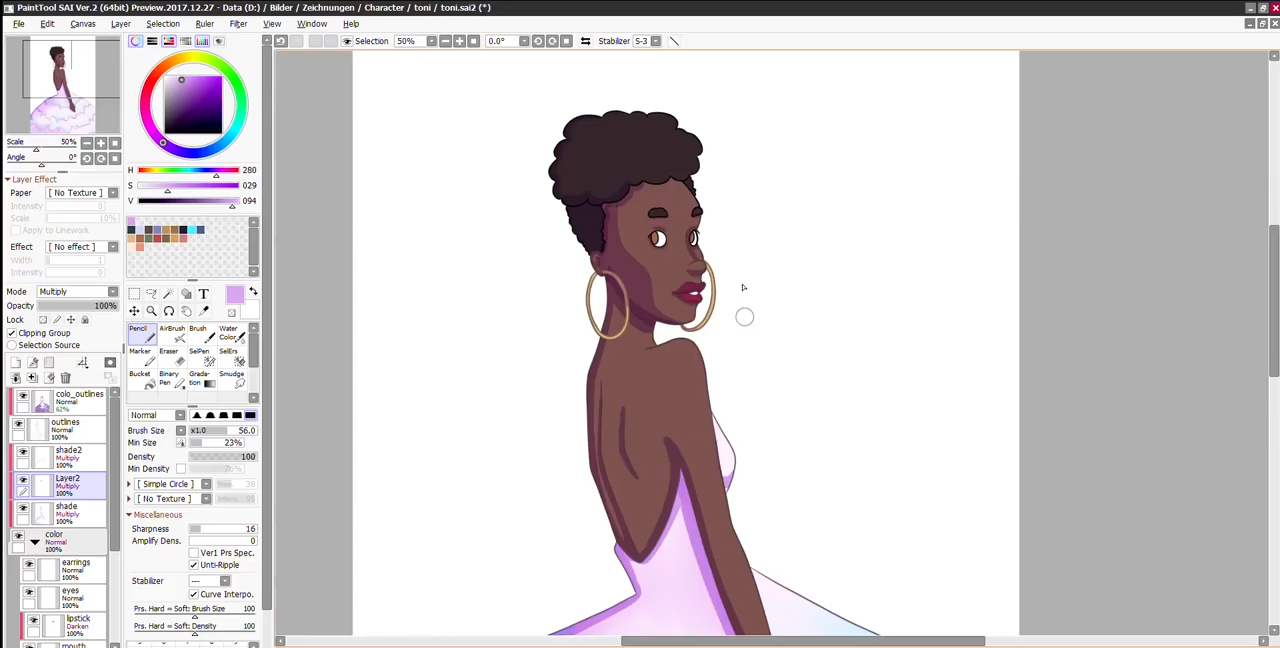 PaintTool SAI Ver.2 (64bit) Preview.2017.12.27 - Data (D:) / Bilder / Zeichnungen / Character / toni / toni.sai2 (*)
File Edit Canvas Layer Selection Ruler Filter View Window Help
Selection 50% 0.0° Stabilizer S-3
Scale 50%
Angle 0°
Layer Effect
Paper [ No Texture ]
Intensity 0
Scale 100%
Apply to Linework
Effect [ No effect ]
Width 1
Intensity 0
Mode Multiply
Opacity 100%
Lock
Clipping Group
Selection Source
colo_outlines
Normal
62%
outlines
Normal
100%
shade2
Multiply
100%
Layer2
Multiply
100%
shade
Multiply
100%
color
Normal
100%
earrings
Normal
100%
eyes
Normal
100%
lipstick
Darken
100%
mouth
H 280
S 029
V 094
T
Pencil AirBrush Brush Water Color
Marker Eraser SelPen SelErs
Bucket Binary Pen Gradation Smudge
Normal
Brush Size x1.0 56.0
Min Size 23%
Density 100
Min Density
[ Simple Circle ]
[ No Texture ]
Miscellaneous
Sharpness 16
Amplify Dens. 0
Ver1 Prs Spec.
Unti-Ripple
Stabilizer ---
Curve Interpo.
Prs. Hard ⇔ Soft: Brush Size 100
Prs. Hard ⇔ Soft: Density 100